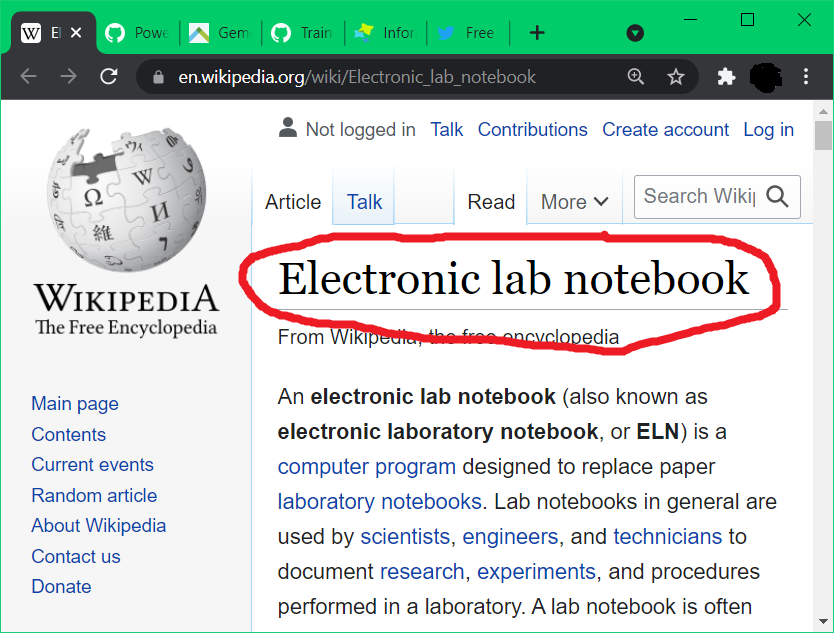 El
Powe
Gem
Train
Infor
Free
en.wikipedia.org/wiki/Electronic_lab_notebook
Not logged in Talk Contributions Create account Log in
Article Talk Read More Search Wikip
WIKIPEDIA
The Free Encyclopedia
Electronic lab notebook
From Wikipedia, the free encyclopedia
Main page
Contents
Current events
Random article
About Wikipedia
Contact us
Donate
An electronic lab notebook (also known as
electronic laboratory notebook, or ELN) is a
computer program designed to replace paper
laboratory notebooks. Lab notebooks in general are
used by scientists, engineers, and technicians to
document research, experiments, and procedures
performed in a laboratory. A lab notebook is often